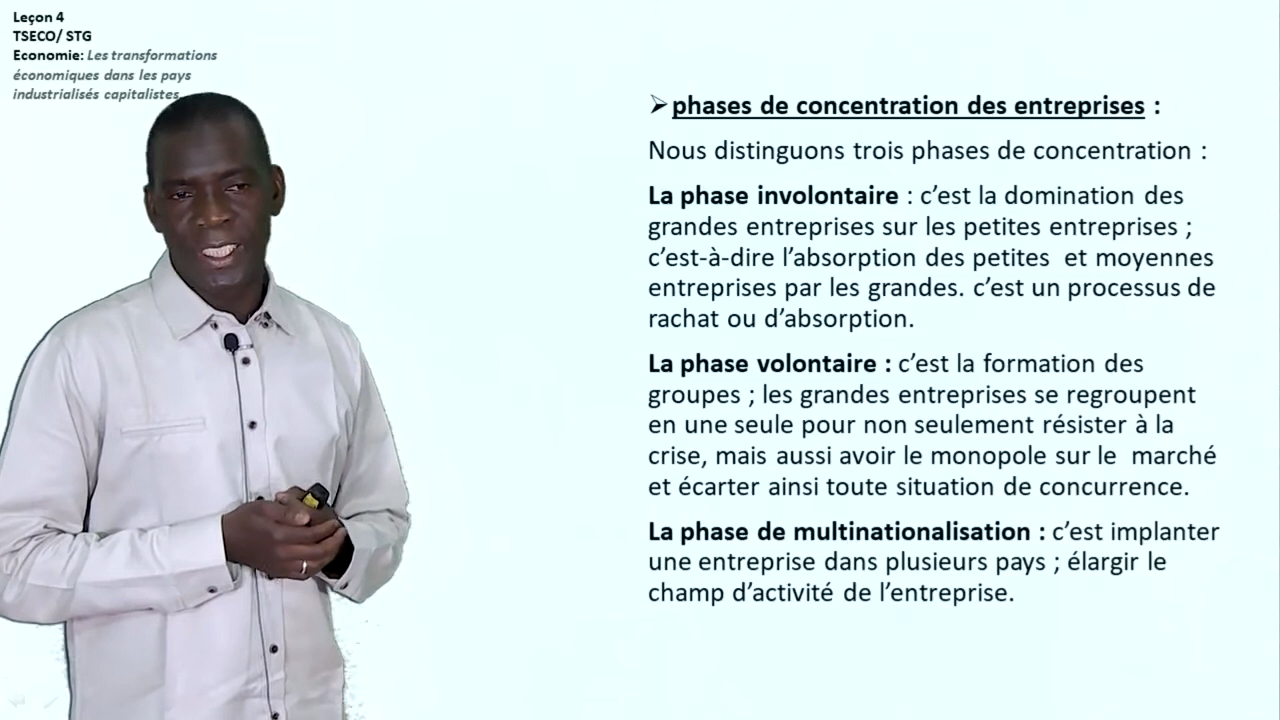 Leçon 4
TSECO/ STG
Economie: Les transformations
économiques dans les pays
industrialisés capitalistes
➢phases de concentration des entreprises :
Nous distinguons trois phases de concentration :
La phase involontaire : c’est la domination des
grandes entreprises sur les petites entreprises ;
c’est-à-dire l’absorption des petites et moyennes
entreprises par les grandes. c’est un processus de
rachat ou d’absorption.
La phase volontaire : c’est la formation des
groupes ; les grandes entreprises se regroupent
en une seule pour non seulement résister à la
crise, mais aussi avoir le monopole sur le marché
et écarter ainsi toute situation de concurrence.
La phase de multinationalisation : c’est implanter
une entreprise dans plusieurs pays ; élargir le
champ d’activité de l’entreprise.